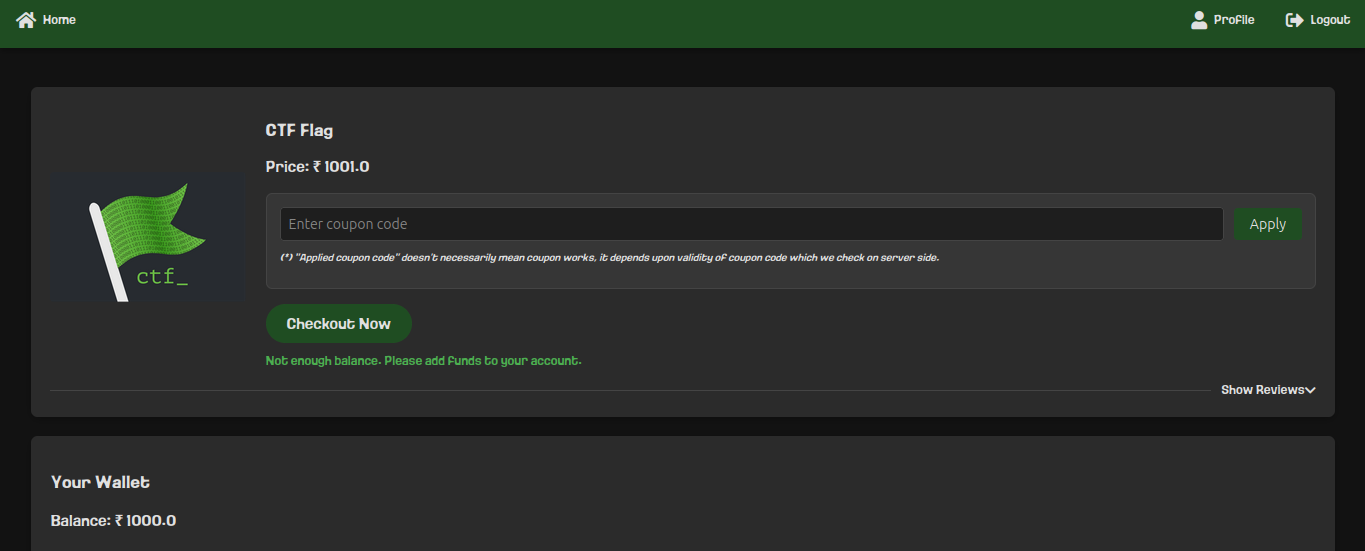 Home Profile Logout
CTF Flag
Price: ₹ 1001.0
ctf_
Enter coupon code Apply
(*) "Applied coupon code" doesn't necessarily mean coupon works, it depends upon validity of coupon code which we check on server side.
Checkout Now
Not enough balance. Please add funds to your account.
Show Reviews
Your Wallet
Balance: ₹ 1000.0